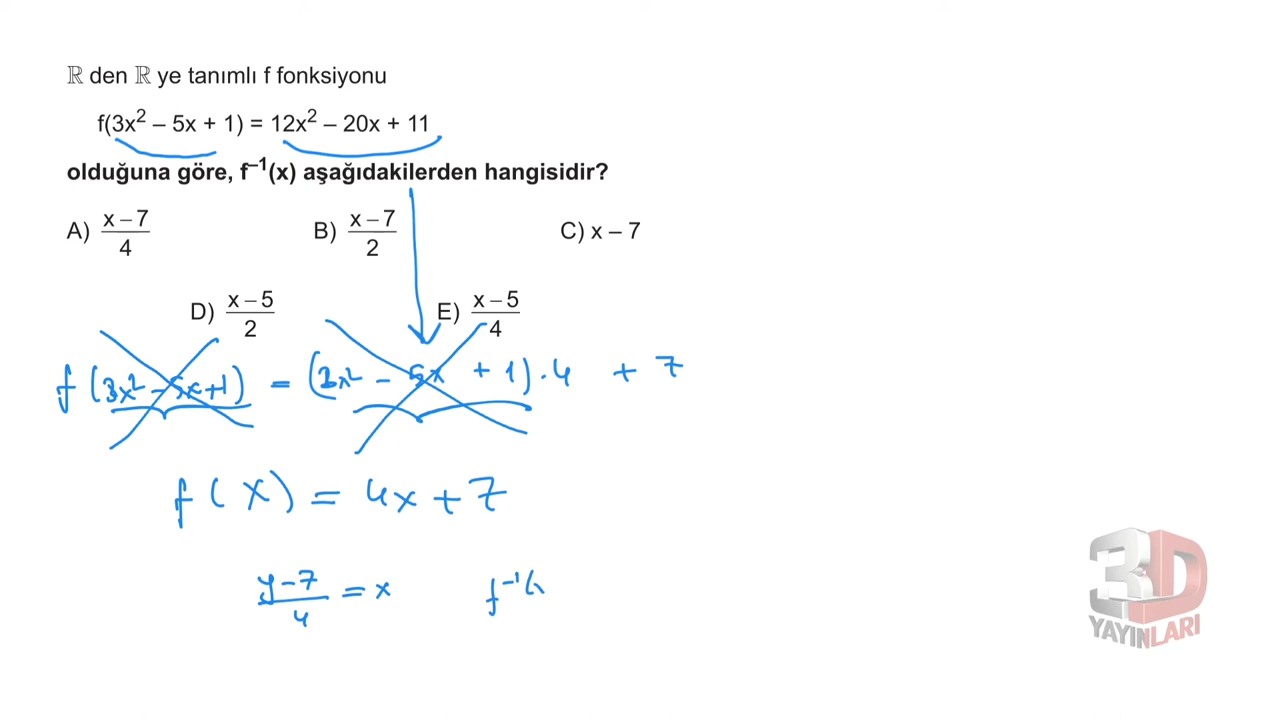 ℝ den ℝ ye tanımlı f fonksiyonu
f(3x² – 5x + 1) = 12x² – 20x + 11
olduğuna göre, f⁻¹(x) aşağıdakilerden hangisidir?
A) (x – 7)/4 B) (x – 7)/2 C) x – 7
D) (x – 5)/2 E) (x – 5)/4
f(3x² – 5x + 1) = (3x² – 5x + 1) · 4 + 7
f(x) = 4x + 7
(y – 7)/4 = x f⁻¹(
3D
YAYINLARI